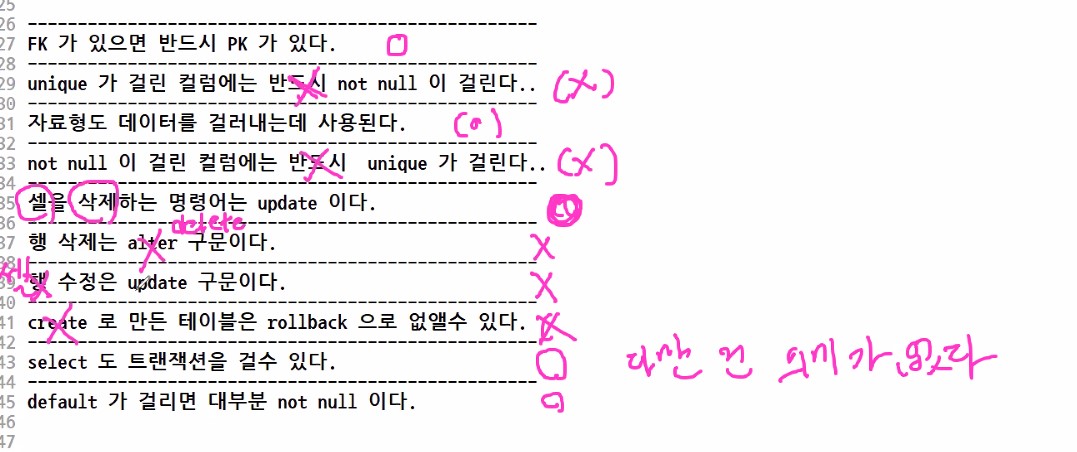 25
26 --------------------------------------------------
27 FK 가 있으면 반드시 PK 가 있다. O
28 --------------------------------------------------
29 unique 가 걸린 컬럼에는 반드시 not null 이 걸린다.. (X)
30 --------------------------------------------------
31 자료형도 데이터를 걸러내는데 사용된다. (O)
32 --------------------------------------------------
33 not null 이 걸린 컬럼에는 반드시 unique 가 걸린다.. (X)
34 --------------------------------------------------
35 셀을 삭제하는 명령어는 update 이다. O
36 --------------------------------------------------
delete
37 행 삭제는 alter 구문이다. X
38 --------------------------------------------------
셀
39 행 수정은 update 구문이다. X
40 --------------------------------------------------
41 create 로 만든 테이블은 rollback 으로 없앨수 있다. X
42 --------------------------------------------------
43 select 도 트랜잭션을 걸수 있다. O 다만 건 의미가 없다
44 --------------------------------------------------
45 default 가 걸리면 대부분 not null 이다. O
46
47